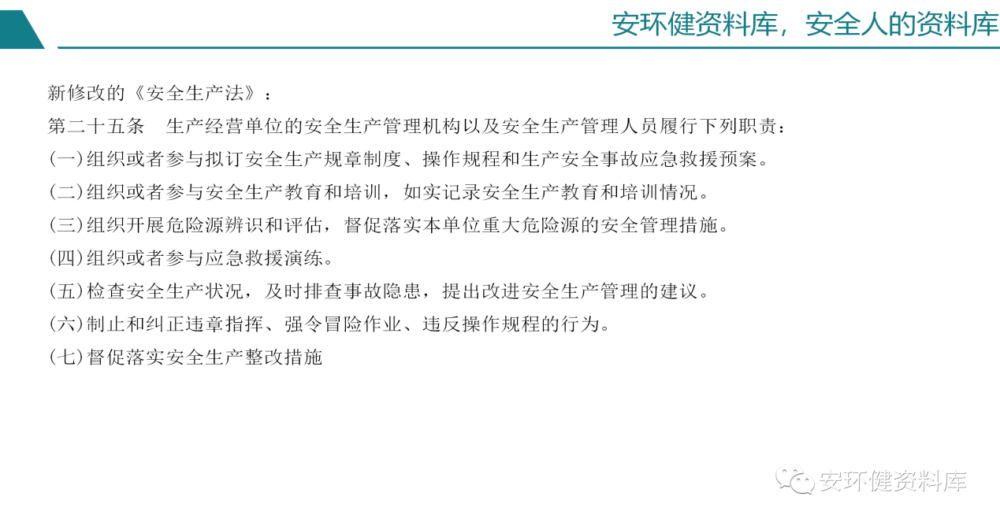 安环健资料库，安全人的资料库
新修改的《安全生产法》：
第二十五条　生产经营单位的安全生产管理机构以及安全生产管理人员履行下列职责：
(一)组织或者参与拟订安全生产规章制度、操作规程和生产安全事故应急救援预案。
(二)组织或者参与安全生产教育和培训，如实记录安全生产教育和培训情况。
(三)组织开展危险源辨识和评估，督促落实本单位重大危险源的安全管理措施。
(四)组织或者参与应急救援演练。
(五)检查安全生产状况，及时排查事故隐患，提出改进安全生产管理的建议。
(六)制止和纠正违章指挥、强令冒险作业、违反操作规程的行为。
(七)督促落实安全生产整改措施
安环健资料库